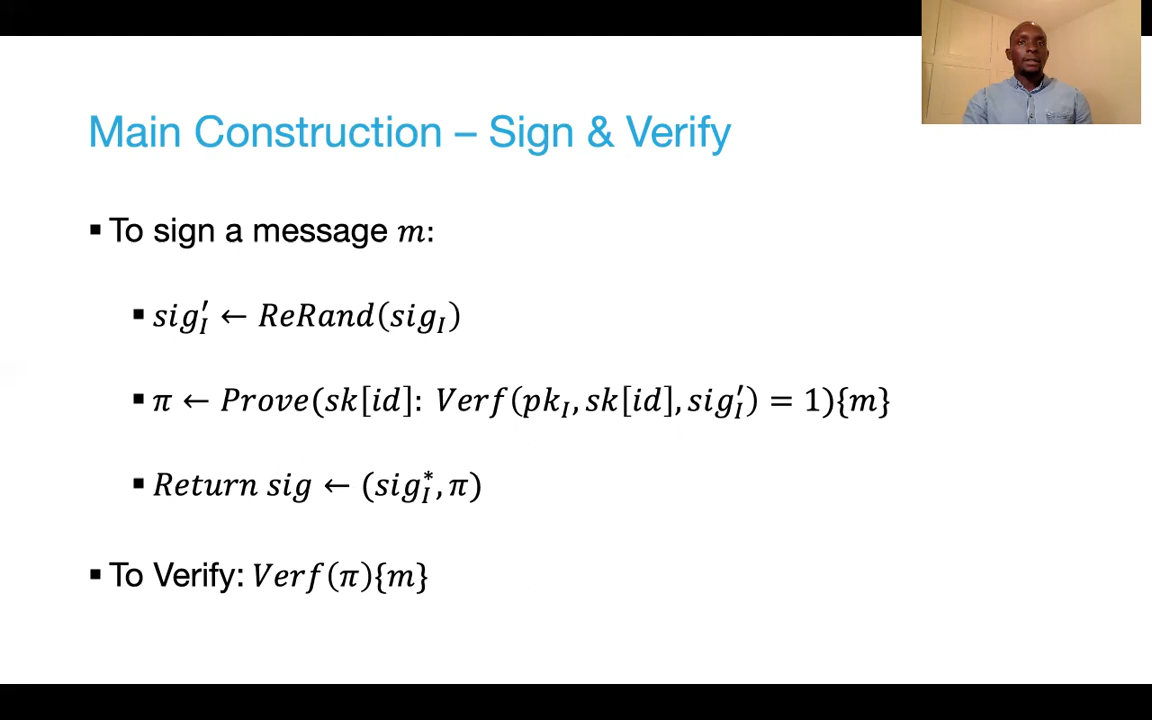 Main Construction – Sign & Verify
▪ To sign a message 𝑚:
▪ 𝑠𝑖𝑔′_𝐼 ← 𝑅𝑒𝑅𝑎𝑛𝑑(𝑠𝑖𝑔_𝐼)
▪ 𝜋 ← 𝑃𝑟𝑜𝑣𝑒(𝑠𝑘[𝑖𝑑]: 𝑉𝑒𝑟𝑓(𝑝𝑘_𝐼, 𝑠𝑘[𝑖𝑑], 𝑠𝑖𝑔′_𝐼) = 1){𝑚}
▪ 𝑅𝑒𝑡𝑢𝑟𝑛 𝑠𝑖𝑔 ← (𝑠𝑖𝑔*_𝐼, 𝜋)
▪ To Verify: 𝑉𝑒𝑟𝑓(𝜋){𝑚}